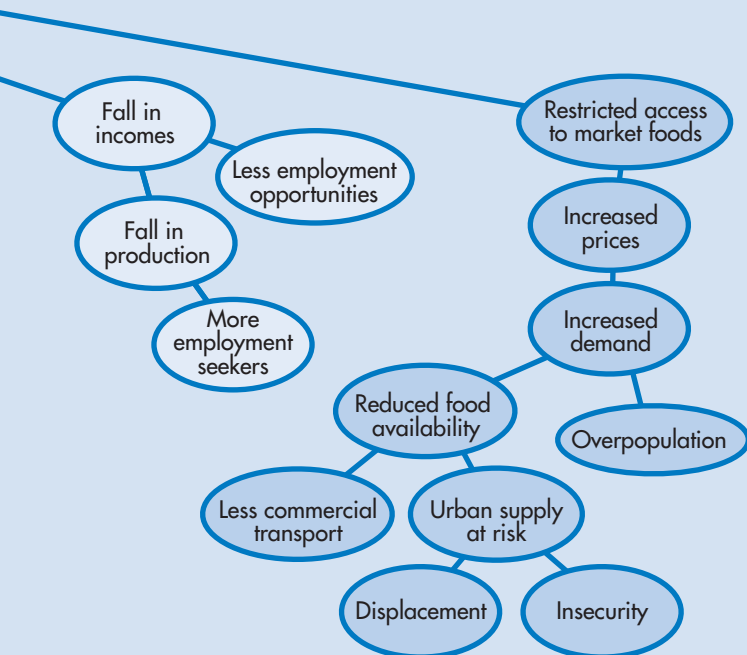 Fall in
incomes
Less employment
opportunities
Fall in
production
More
employment
seekers
Restricted access
to market foods
Increased
prices
Increased
demand
Reduced food
availability
Overpopulation
Less commercial
transport
Urban supply
at risk
Displacement
Insecurity